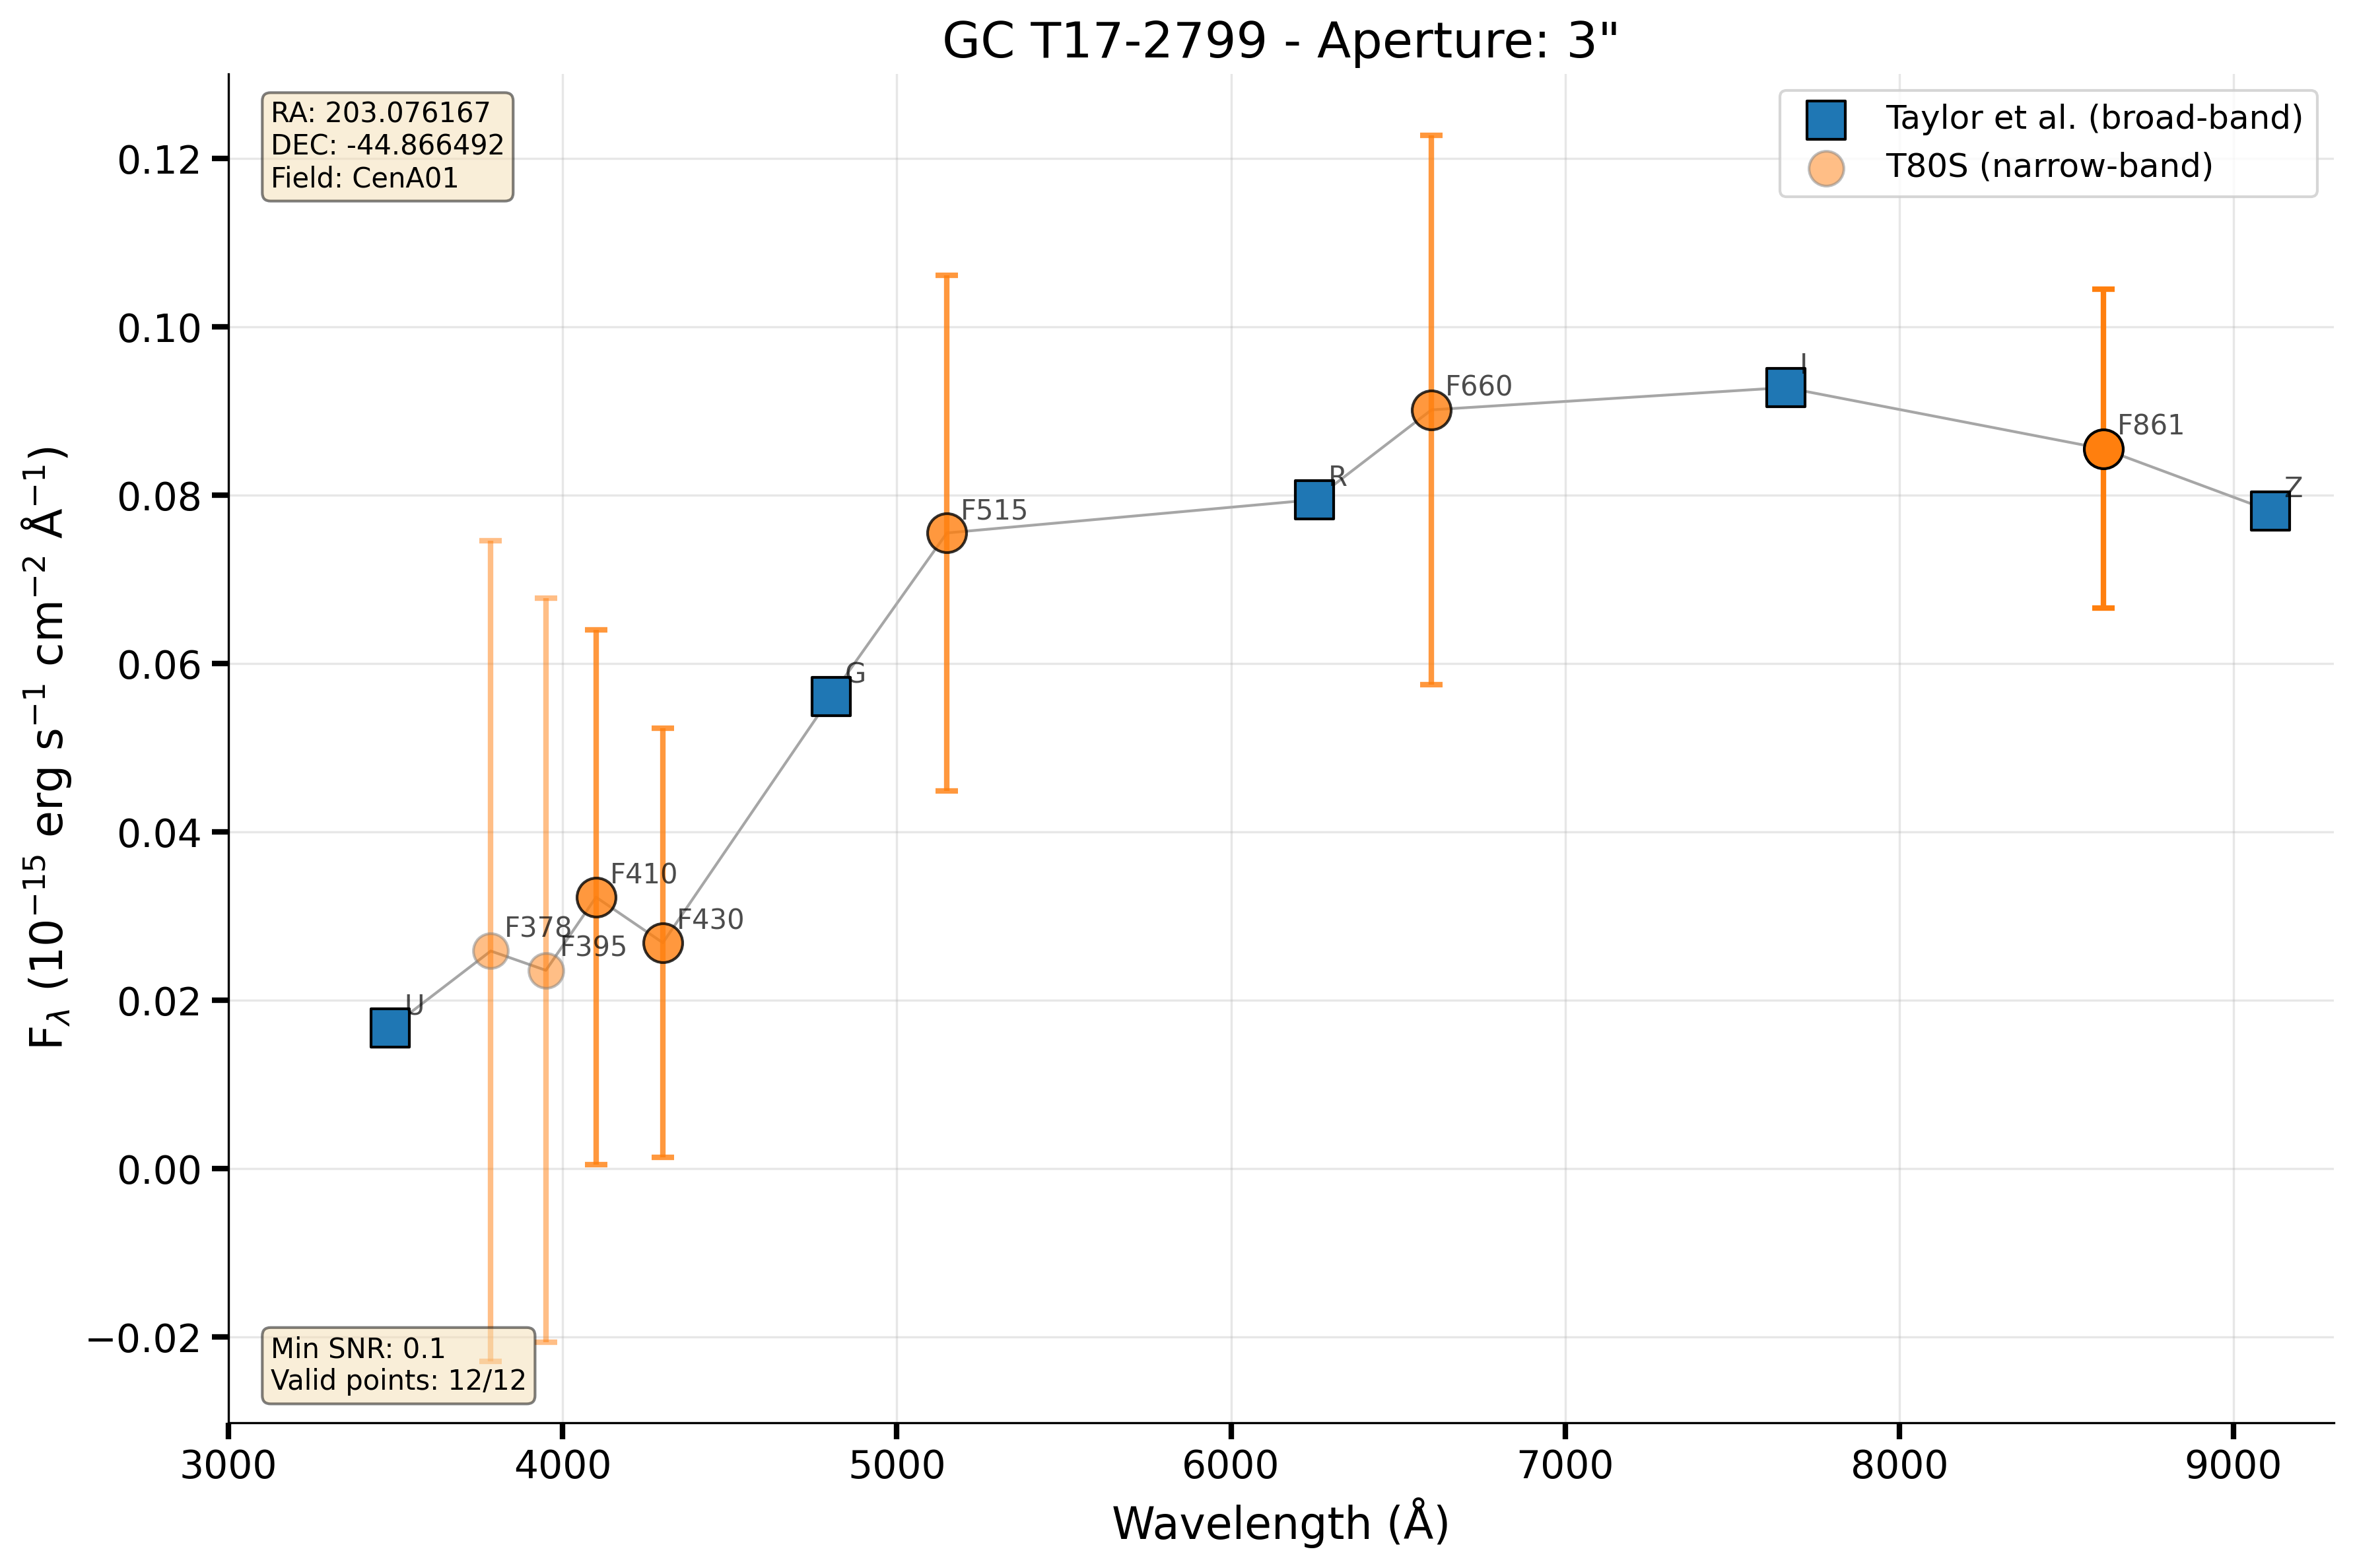 GC T17-2799 - Aperture: 3"
RA: 203.076167
DEC: -44.866492
Field: CenA01
Taylor et al. (broad-band)
T80S (narrow-band)
0.12
0.10
0.08
0.06
0.04
0.02
0.00
−0.02
F_λ (10⁻¹⁵ erg s⁻¹ cm⁻² Å⁻¹)
U
F378
F395
F410
F430
G
F515
R
F660
I
F861
Z
Min SNR: 0.1
Valid points: 12/12
3000 4000 5000 6000 7000 8000 9000
Wavelength (Å)